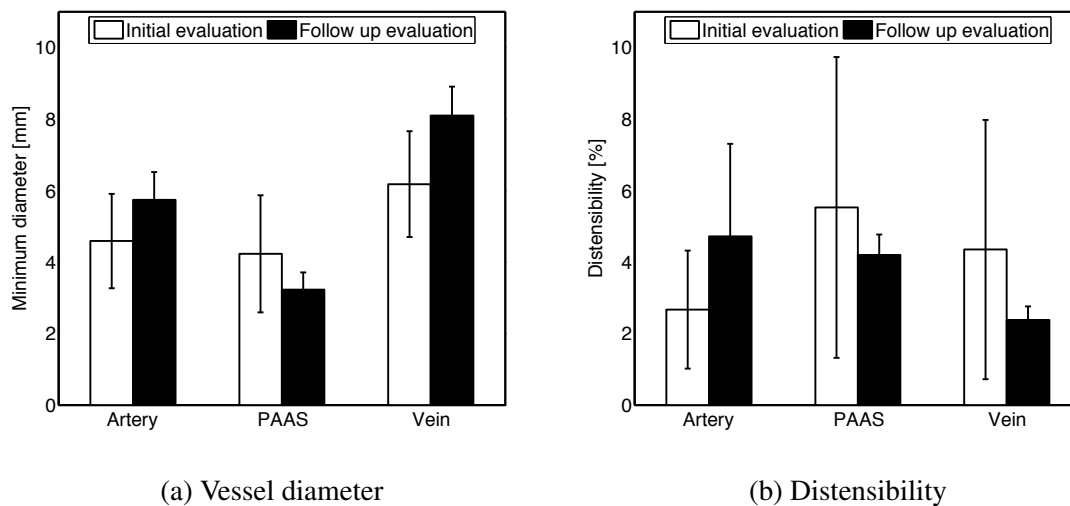 Initial evaluation Follow up evaluation
Minimum diameter [mm]
10
8
6
4
2
0
Artery PAAS Vein
(a) Vessel diameter
Initial evaluation Follow up evaluation
Distensibility [%]
10
8
6
4
2
0
Artery PAAS Vein
(b) Distensibility